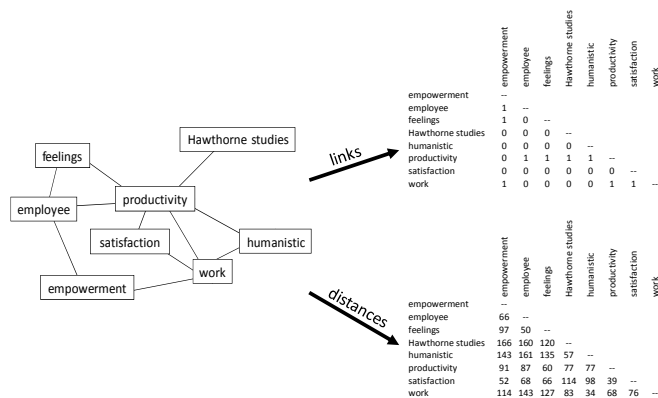 feelings
Hawthorne studies
employee
productivity
satisfaction
humanistic
work
empowerment
links
distances
empowerment employee feelings Hawthorne studies humanistic productivity satisfaction work
empowerment --
employee 1 --
feelings 1 0 --
Hawthorne studies 0 0 0 --
humanistic 0 0 0 0 --
productivity 0 1 1 1 1 --
satisfaction 0 0 0 0 0 0 --
work 1 0 0 0 0 1 1 --
empowerment employee feelings Hawthorne studies humanistic productivity satisfaction work
empowerment --
employee 66 --
feelings 97 50 --
Hawthorne studies 166 160 120 --
humanistic 143 161 135 57 --
productivity 91 87 60 77 77 --
satisfaction 52 68 66 114 98 39 --
work 114 143 127 83 34 68 76 --